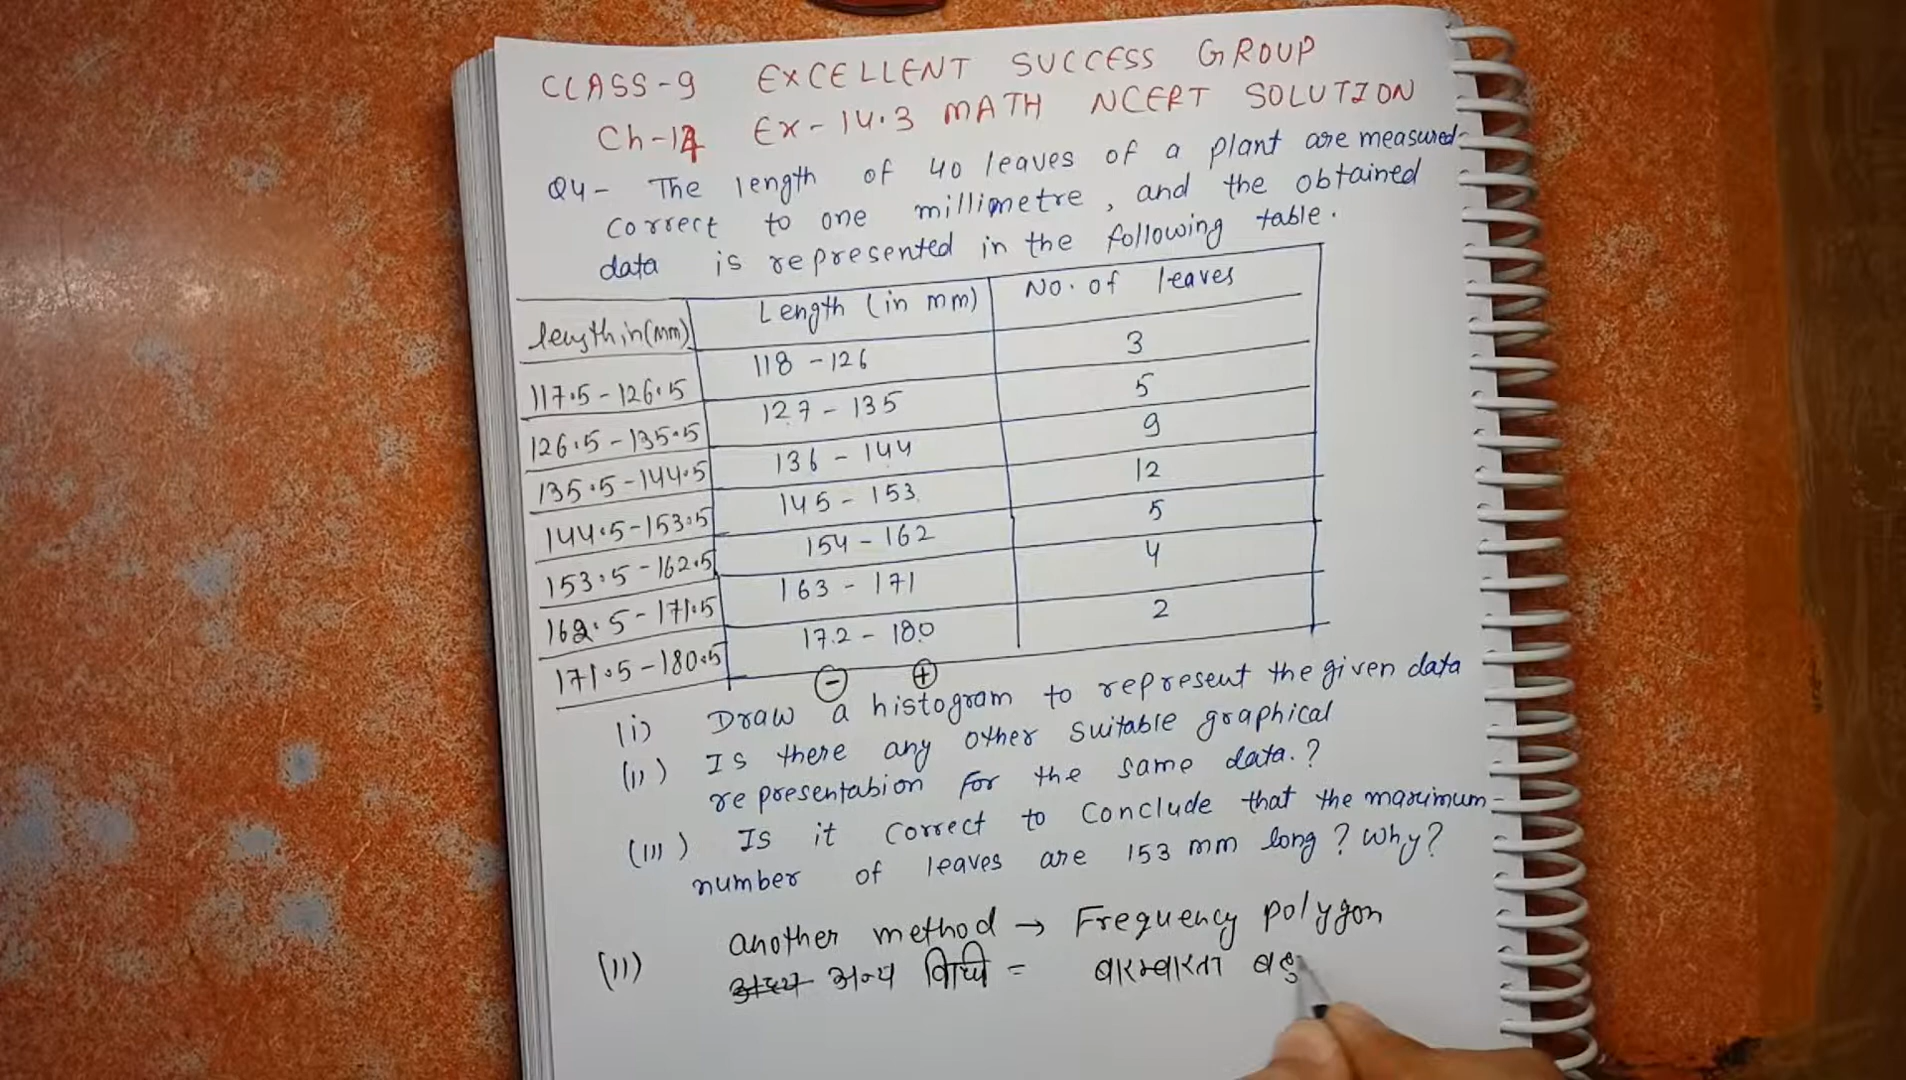 CLASS-9 EXCELLENT SUCCESS GROUP
Ch-14 Ex-14.3 MATH NCERT SOLUTION
Q4- The length of 40 leaves of a plant are measured
correct to one millimetre, and the obtained
data is represented in the following table.
length in (mm) Length (in mm) No. of leaves
117.5-126.5 118-126 3
126.5-135.5 127-135 5
135.5-144.5 136-144 9
144.5-153.5 145-153 12
153.5-162.5 154-162 5
162.5-171.5 163-171 4
171.5-180.5 172-180 2
- +
(i) Draw a histogram to represent the given data
(ii) Is there any other suitable graphical
representation for the same data.?
(iii) Is it correct to conclude that the maximum
number of leaves are 153 mm long? Why?
(ii) another method → Frequency polygon
अन्य विधी = बारम्बारता बहु